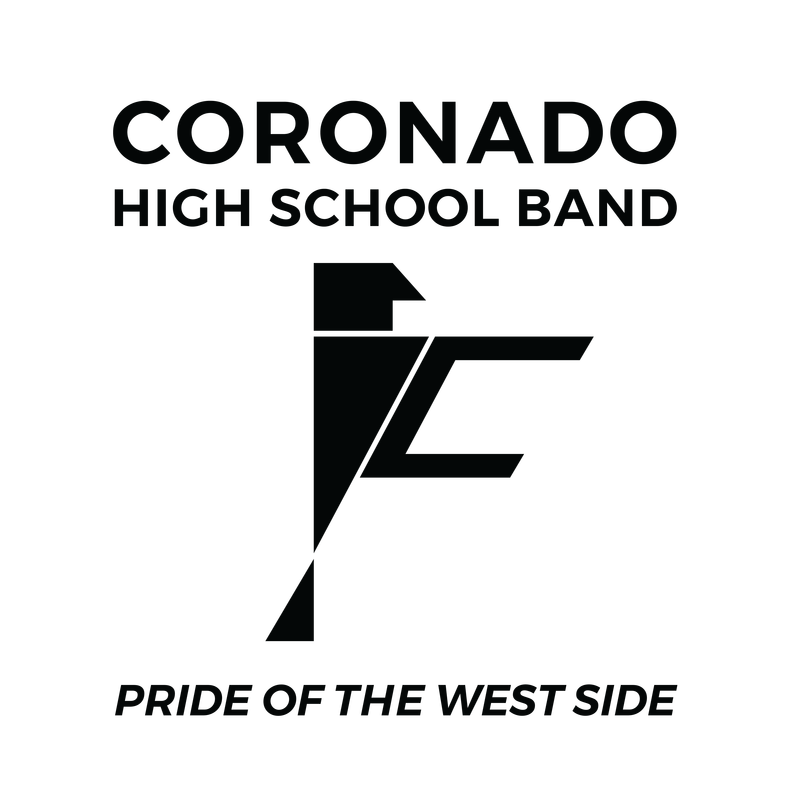 CORONADO
HIGH SCHOOL BAND
PRIDE OF THE WEST SIDE